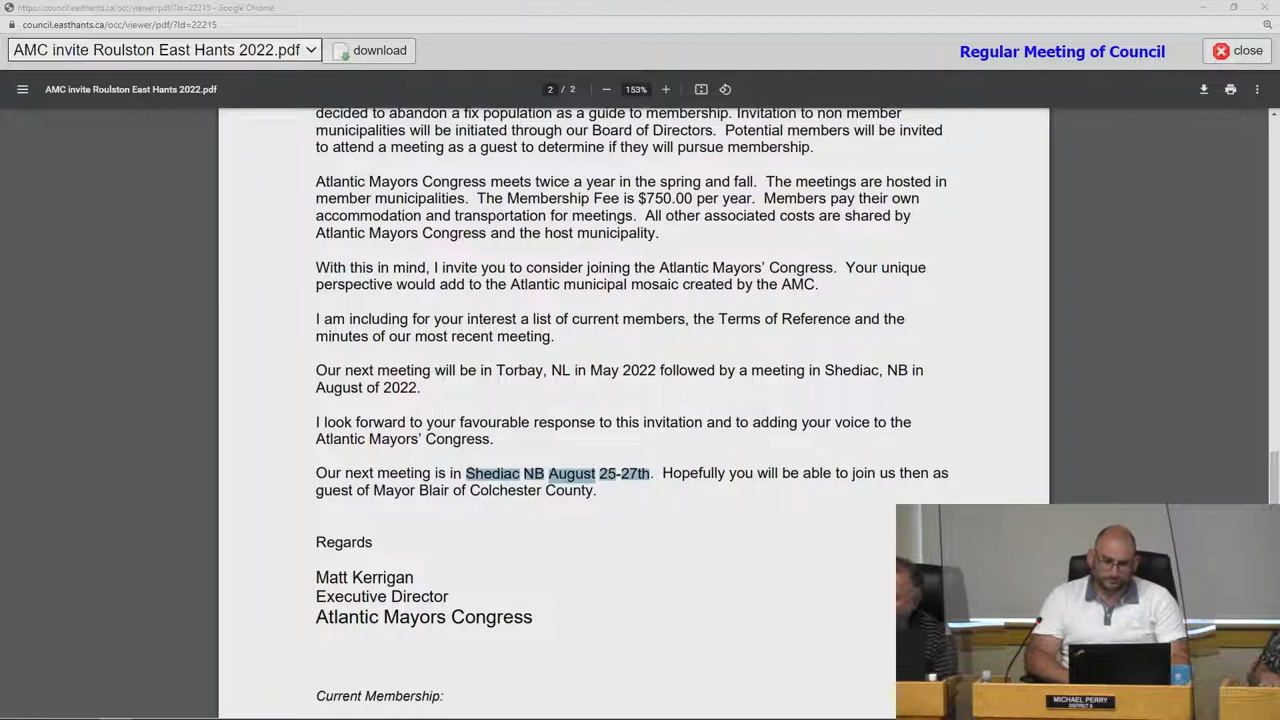 https://council.easthants.ca/occ/viewer/pdf/?Id=22215 - Google Chrome
council.easthants.ca/occ/viewer/pdf/?Id=22215
AMC invite Roulston East Hants 2022.pdf download Regular Meeting of Council close
AMC invite Roulston East Hants 2022.pdf 2 / 2 153%
decided to abandon a fix population as a guide to membership. Invitation to non member
municipalities will be initiated through our Board of Directors. Potential members will be invited
to attend a meeting as a guest to determine if they will pursue membership.
Atlantic Mayors Congress meets twice a year in the spring and fall. The meetings are hosted in
member municipalities. The Membership Fee is $750.00 per year. Members pay their own
accommodation and transportation for meetings. All other associated costs are shared by
Atlantic Mayors Congress and the host municipality.
With this in mind, I invite you to consider joining the Atlantic Mayors' Congress. Your unique
perspective would add to the Atlantic municipal mosaic created by the AMC.
I am including for your interest a list of current members, the Terms of Reference and the
minutes of our most recent meeting.
Our next meeting will be in Torbay, NL in May 2022 followed by a meeting in Shediac, NB in
August of 2022.
I look forward to your favourable response to this invitation and to adding your voice to the
Atlantic Mayors' Congress.
Our next meeting is in Shediac NB August 25-27th. Hopefully you will be able to join us then as
guest of Mayor Blair of Colchester County.
Regards
Matt Kerrigan
Executive Director
Atlantic Mayors Congress
Current Membership:
MICHAEL PERRY